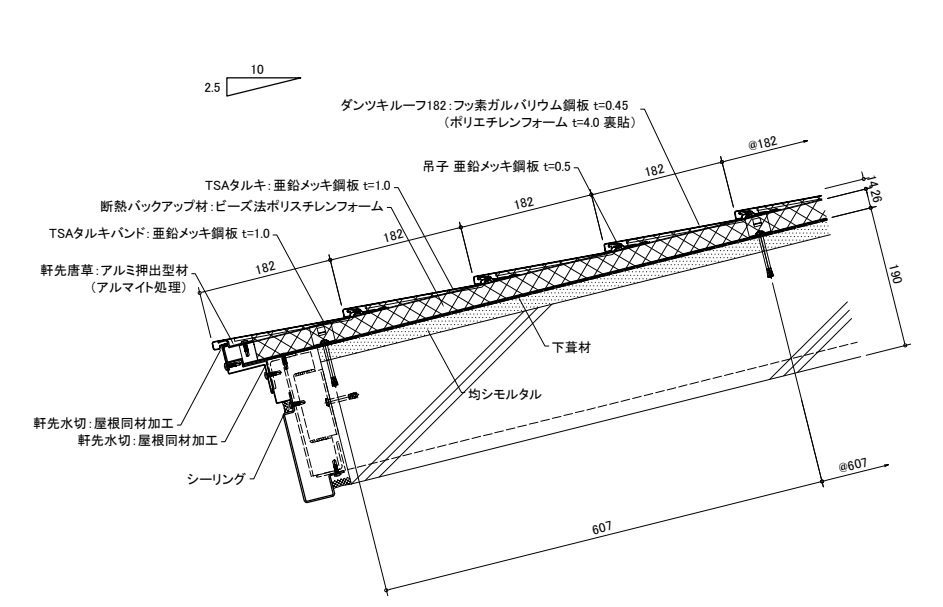 10
2.5
ダンツキルーフ182:フッ素ガルバリウム鋼板 t=0.45
(ポリエチレンフォーム t=4.0 裏貼)
@182
吊子 亜鉛メッキ鋼板 t=0.5
182
TSAタルキ:亜鉛メッキ鋼板 t=1.0
14
26
断熱バックアップ材:ビーズ法ポリスチレンフォーム
182
TSAタルキバンド:亜鉛メッキ鋼板 t=1.0
182
軒先唐草:アルミ押出型材
(アルマイト処理)
182
190
下葺材
均シモルタル
軒先水切:屋根同材加工
軒先水切:屋根同材加工
シーリング
@607
607